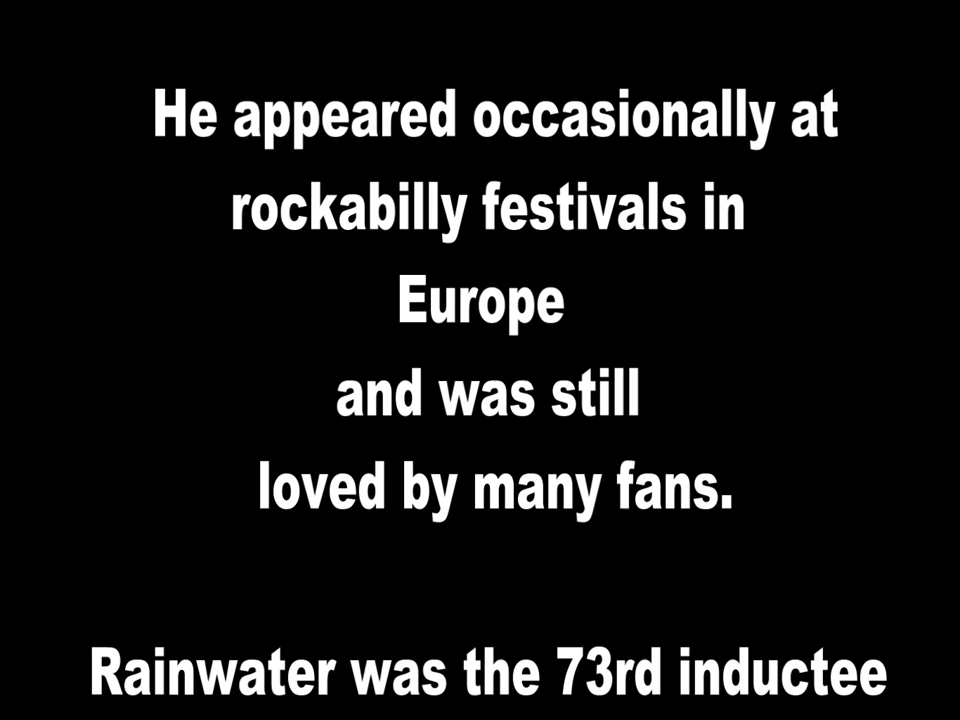 He appeared occasionally at
rockabilly festivals in
Europe
and was still
loved by many fans.
Rainwater was the 73rd inductee